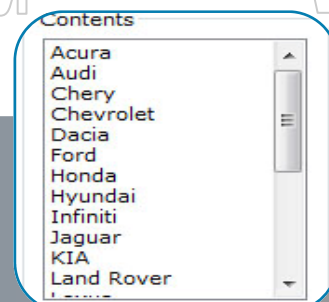 Contents
Acura
Audi
Chery
Chevrolet
Dacia
Ford
Honda
Hyundai
Infiniti
Jaguar
KIA
Land Rover